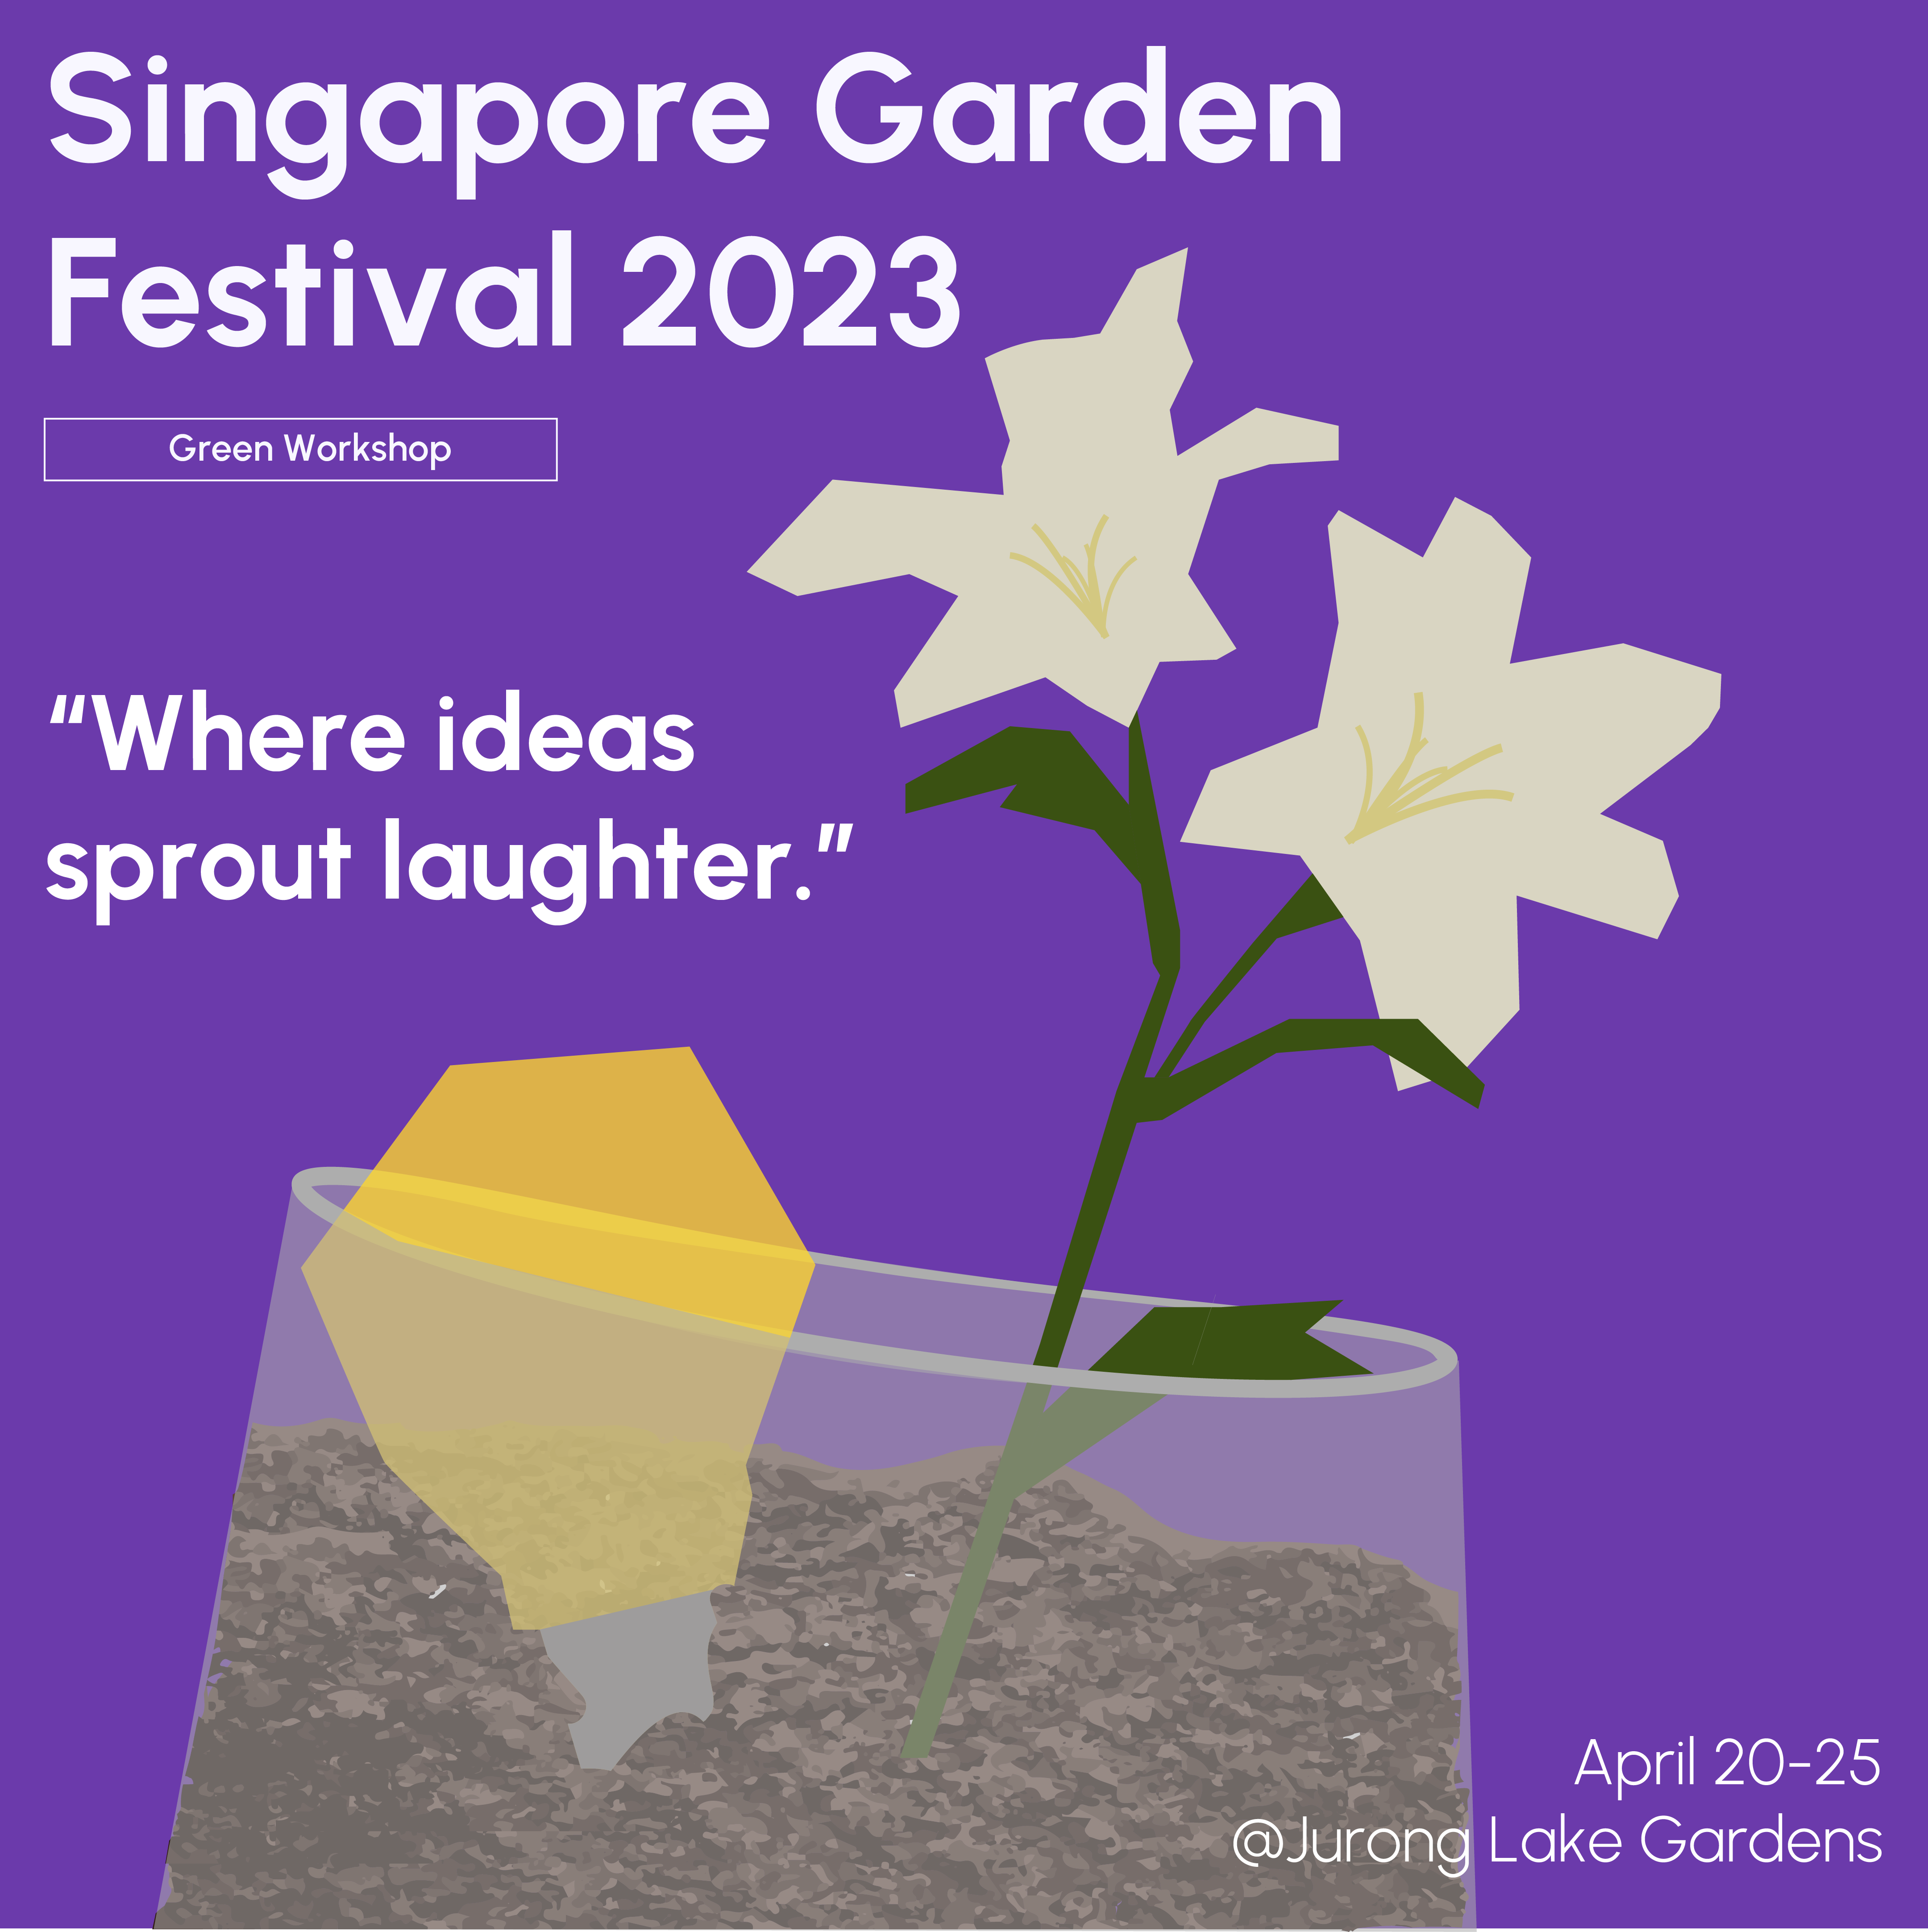 Singapore Garden
Festival 2023
Green Workshop
“Where ideas
sprout laughter.”
April 20-25
@Jurong Lake Gardens